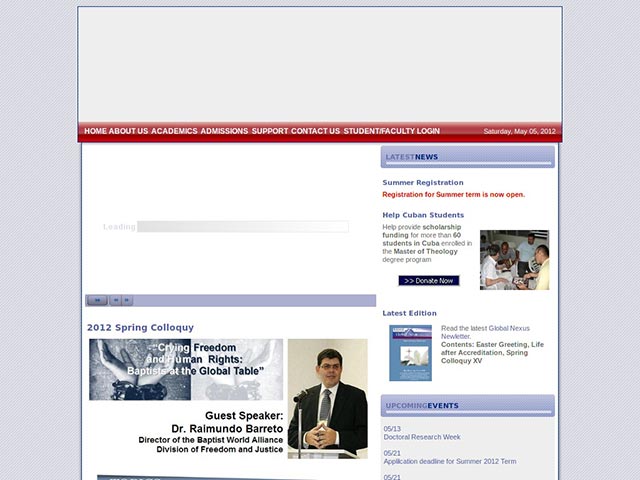 HOME ABOUT US ACADEMICS ADMISSIONS SUPPORT CONTACT US STUDENT/FACULTY LOGIN
Saturday, May 05, 2012
Loading
2012 Spring Colloquy
"Crying Freedom
and Human Rights:
Baptists at the Global Table"
Guest Speaker:
Dr. Raimundo Barreto
Director of the Baptist World Alliance
Division of Freedom and Justice
LATESTNEWS
Summer Registration
Registration for Summer term is now open.
Help Cuban Students
Help provide scholarship
funding for more than 60
students in Cuba enrolled in
the Master of Theology
degree program
>> Donate Now
Latest Edition
Read the latest Global Nexus
Newletter.
Contents: Easter Greeting, Life
after Accreditation, Spring
Colloquy XV
UPCOMINGEVENTS
05/13
Doctoral Research Week
05/21
Application deadline for Summer 2012 Term
05/21